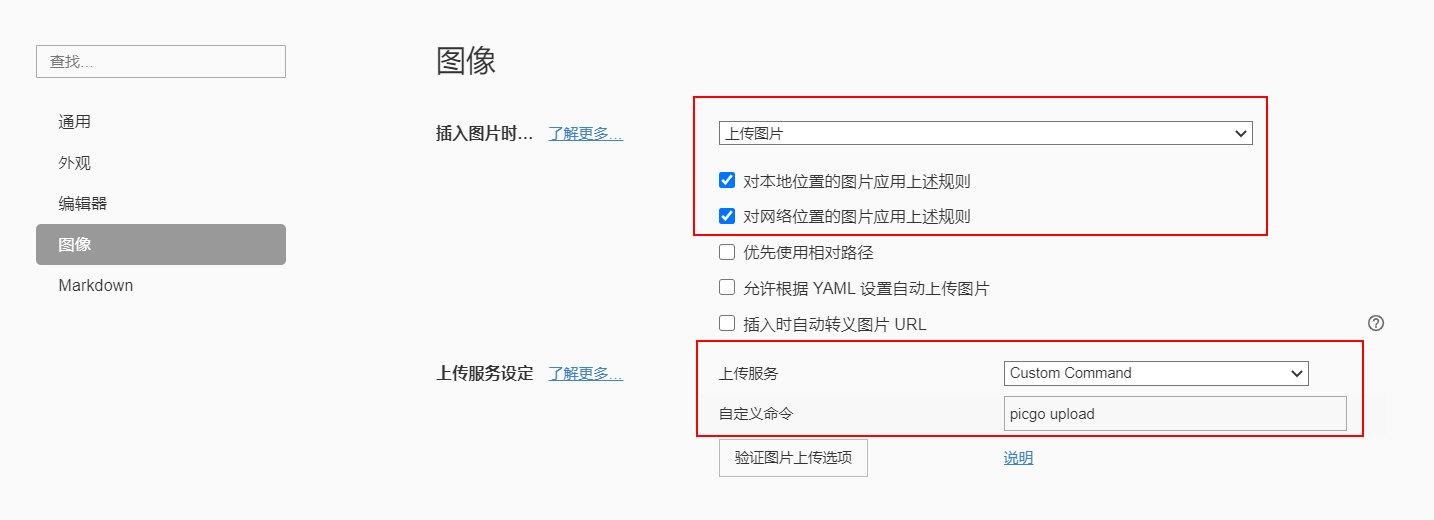 查找...
通用
外观
编辑器
图像
Markdown
图像
插入图片时... 了解更多...
上传图片
对本地位置的图片应用上述规则
对网络位置的图片应用上述规则
优先使用相对路径
允许根据 YAML 设置自动上传图片
插入时自动转义图片 URL
上传服务设定 了解更多...
上传服务 Custom Command
自定义命令 picgo upload
验证图片上传选项 说明